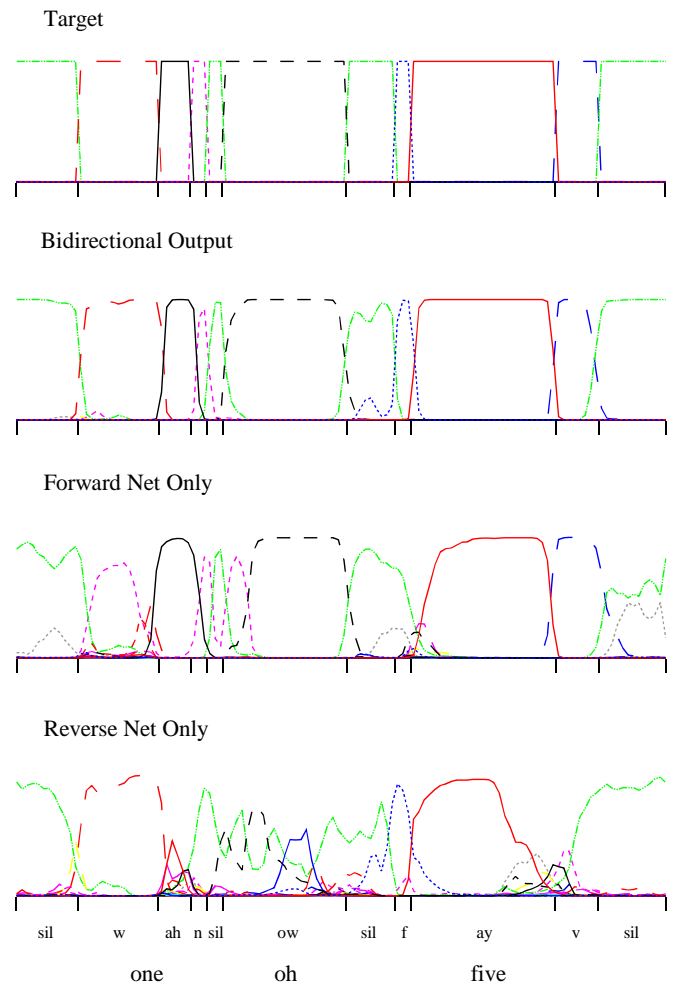 Target
Bidirectional Output
Forward Net Only
Reverse Net Only
sil w ah n sil ow sil f ay v sil
one oh five